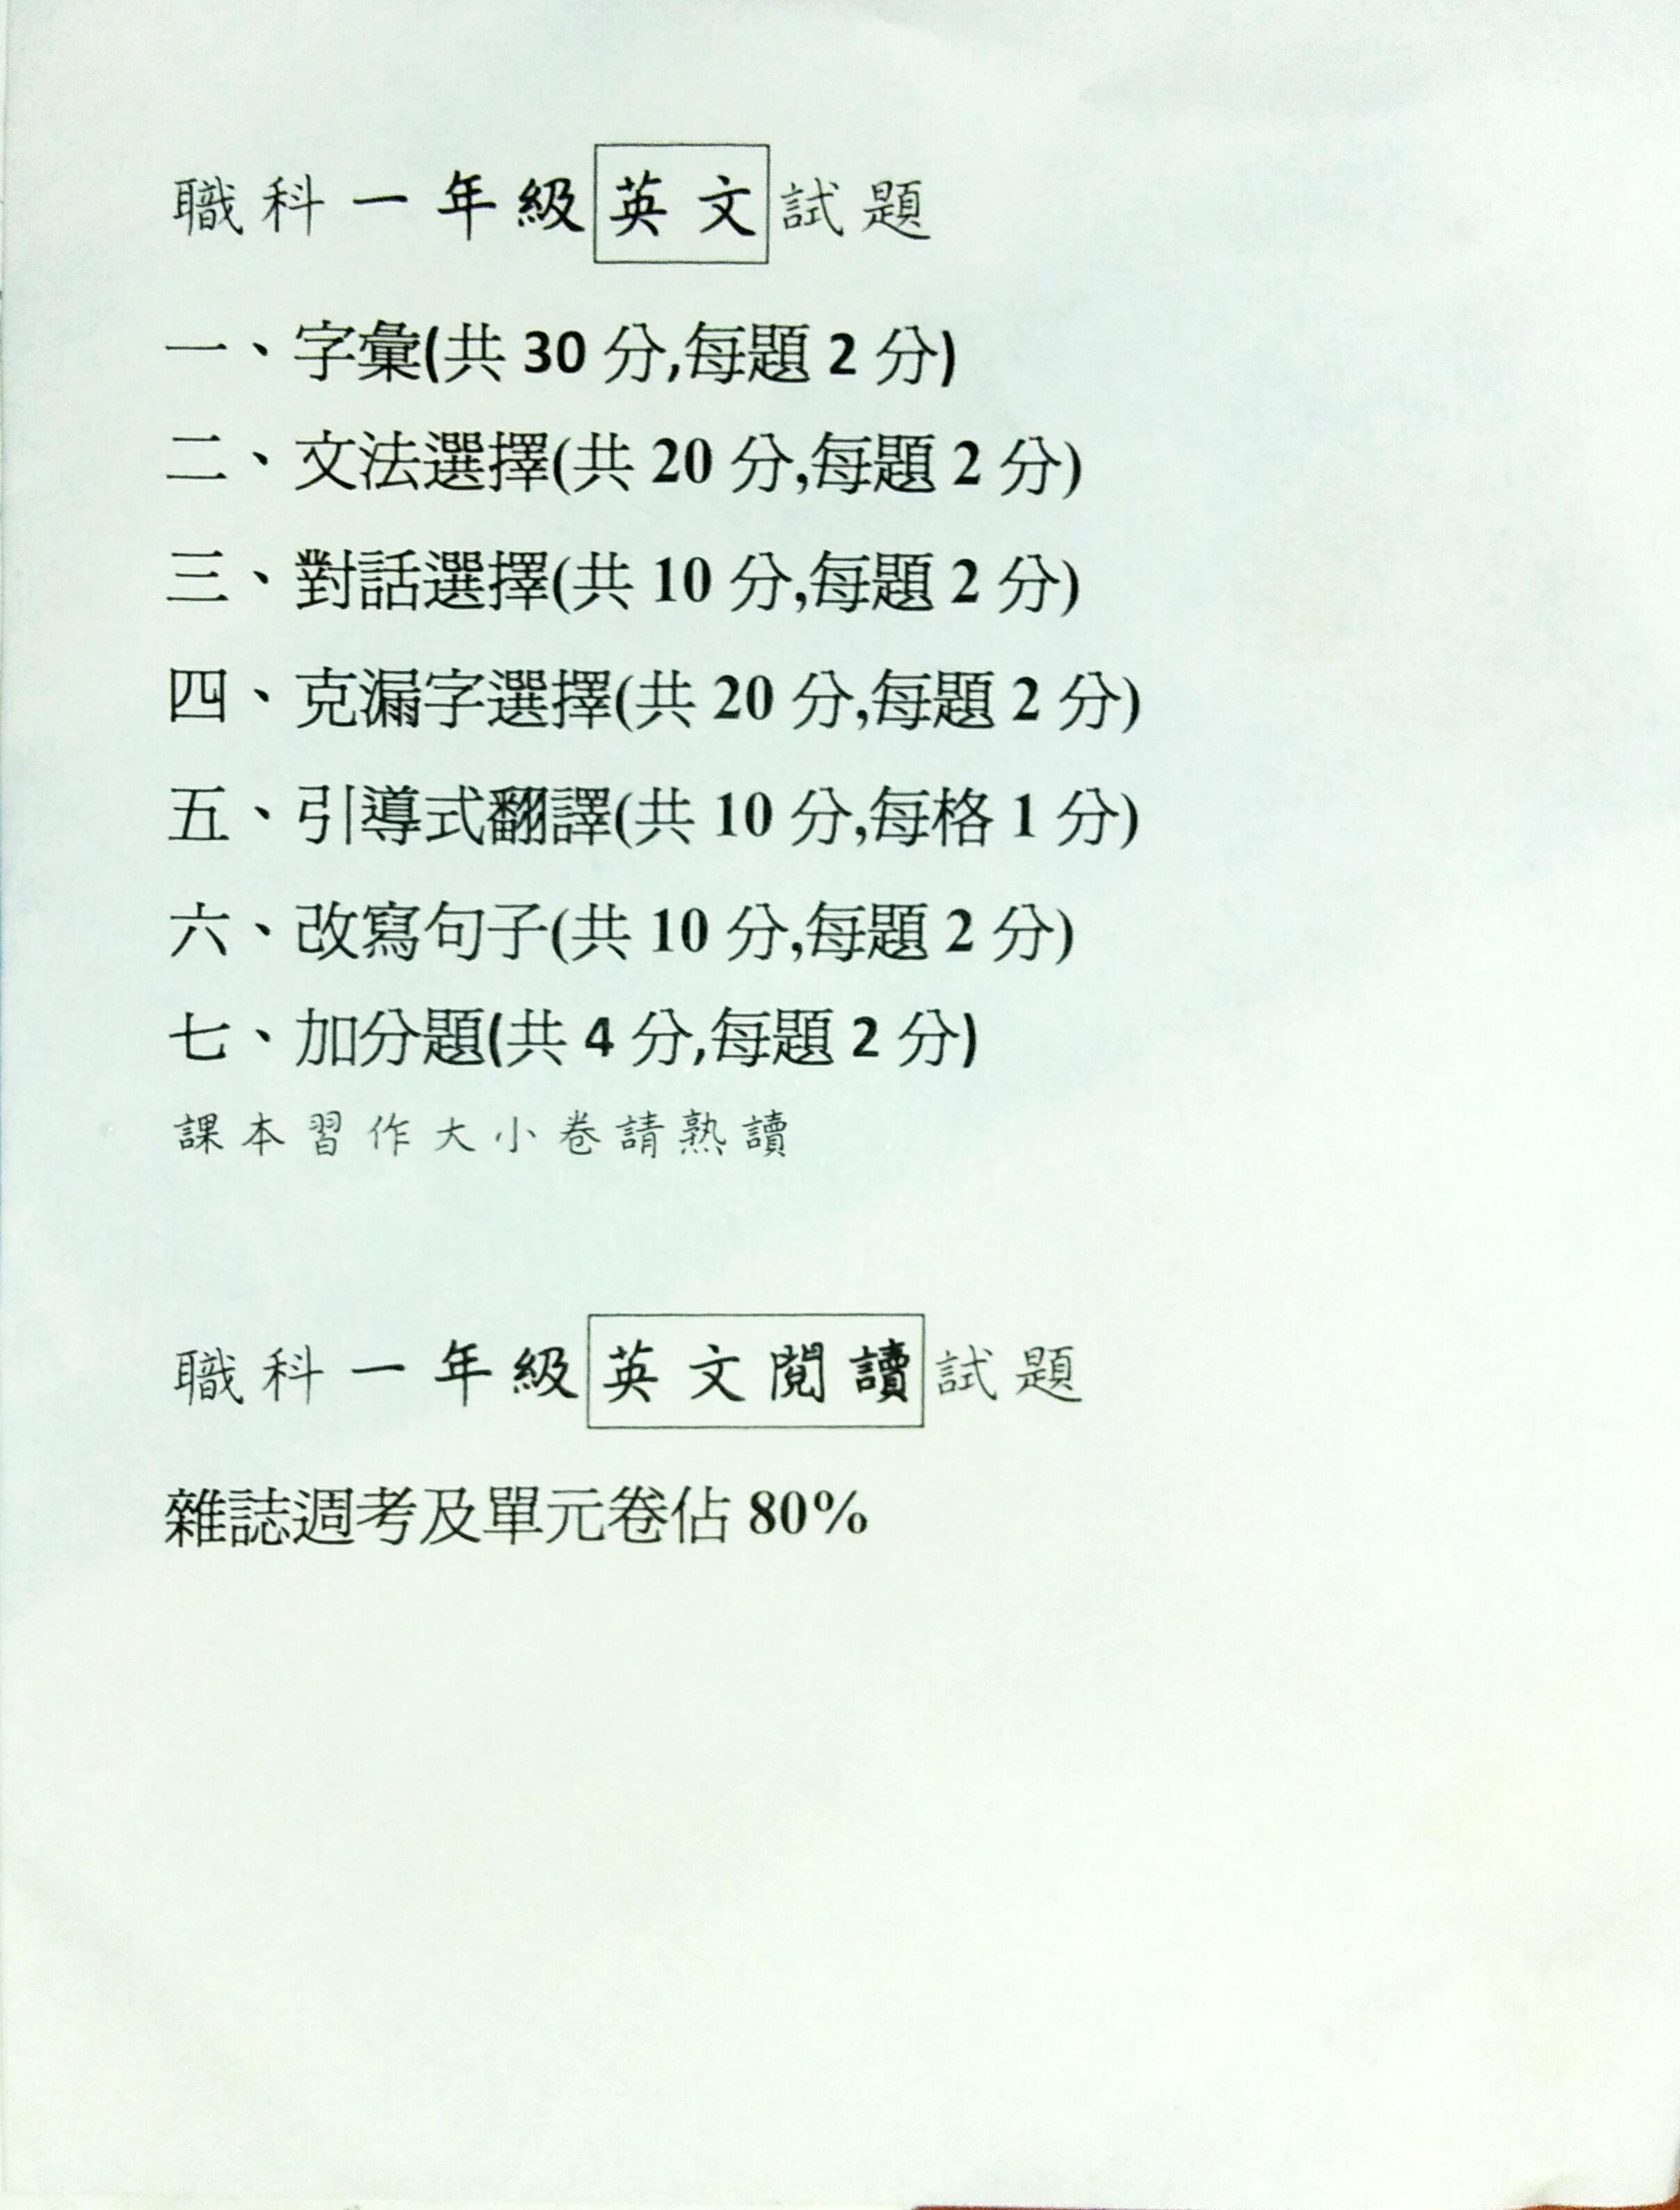 職科一年級英文試題
一、字彙(共 30 分,每題 2 分)
二、文法選擇(共 20 分,每題 2 分)
三、對話選擇(共 10 分,每題 2 分)
四、克漏字選擇(共 20 分,每題 2 分)
五、引導式翻譯(共 10 分,每格 1 分)
六、改寫句子(共 10 分,每題 2 分)
七、加分題(共 4 分,每題 2 分)
課本習作大小卷請熟讀
職科一年級英文閱讀試題
雜誌週考及單元卷佔 80%